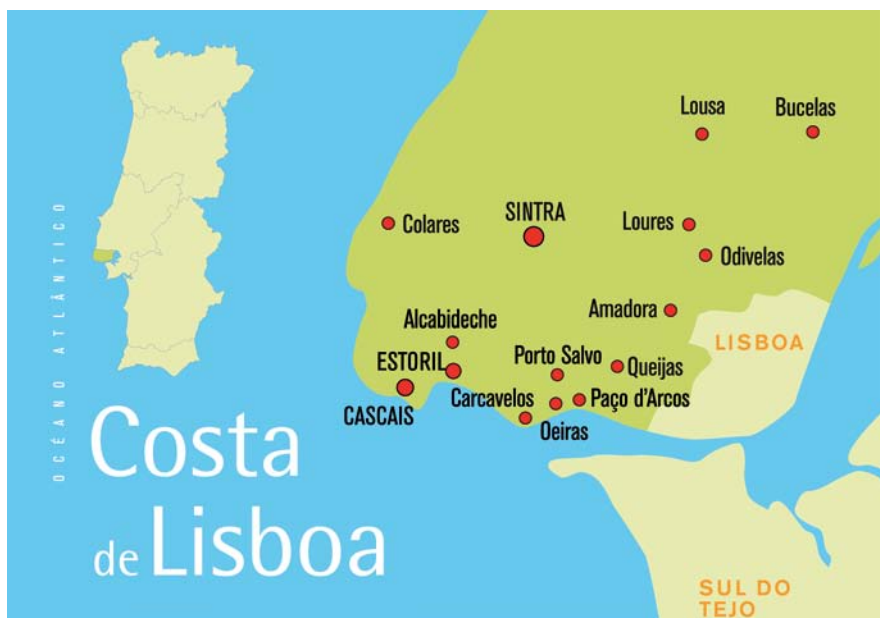 Lousa
Bucelas
SINTRA
Colares
Loures
Odivelas
Amadora
LISBOA
Alcabideche
ESTORIL
Porto Salvo
Queijas
CASCAIS
Carcavelos
Paço d'Arcos
Oeiras
OCÉANO ATLÂNTICO
Costa
de Lisboa
SUL DO
TEJO